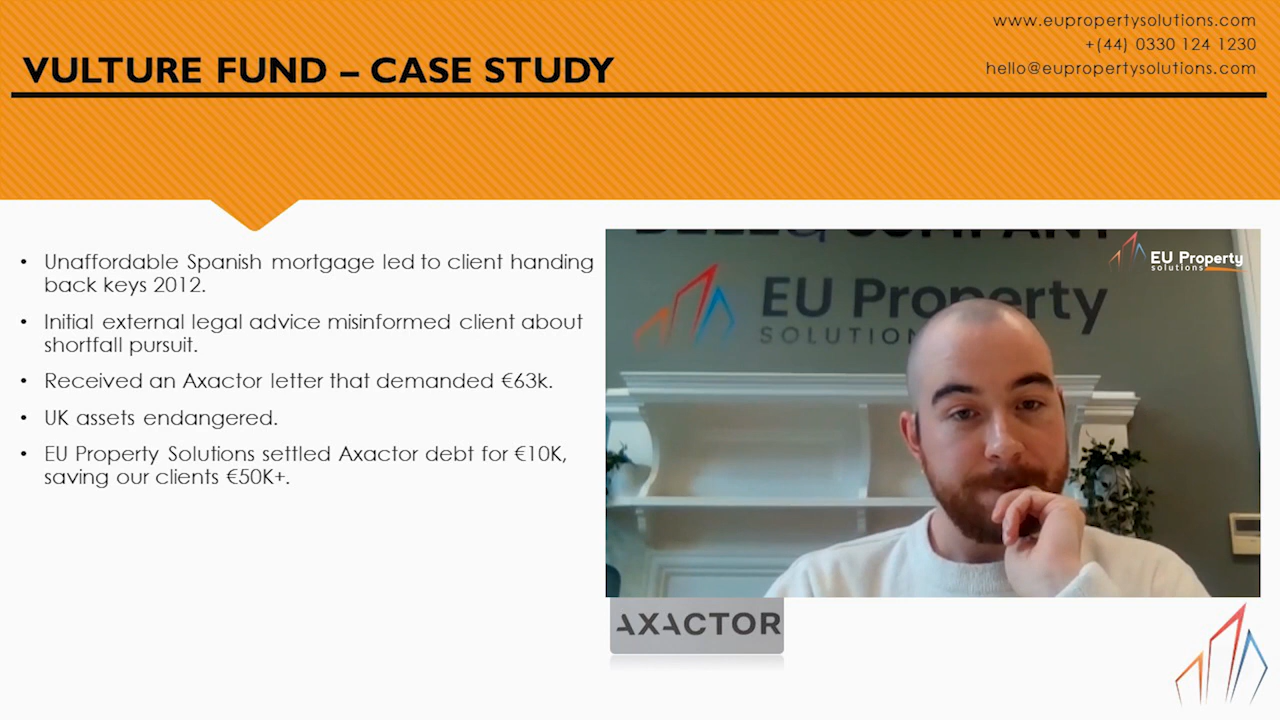 www.eupropertysolutions.com
+(44) 0330 124 1230
hello@eupropertysolutions.com
VULTURE FUND – CASE STUDY
• Unaffordable Spanish mortgage led to client handing
back keys 2012.
• Initial external legal advice misinformed client about
shortfall pursuit.
• Received an Axactor letter that demanded €63k.
• UK assets endangered.
• EU Property Solutions settled Axactor debt for €10K,
saving our clients €50K+.
COMPANY
EU Property
solutions
EU Property
SOLUTION
AXACTOR